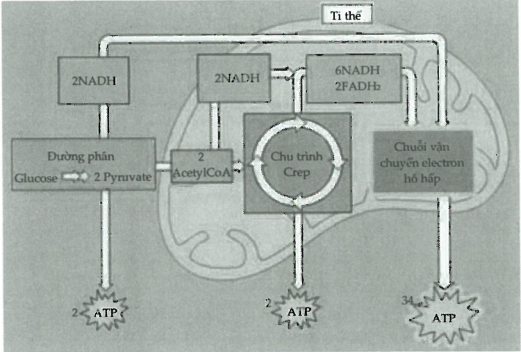 Ti thế
2NADH
2NADH
6NADH
2FADH₂
Đường phân
Glucose
2 Pyruvate
2
AcetylCoA
Chu trình
Crep
Chuỗi vận
chuyển electron
hô hấp
2 ATP
2 ATP
34 ATP